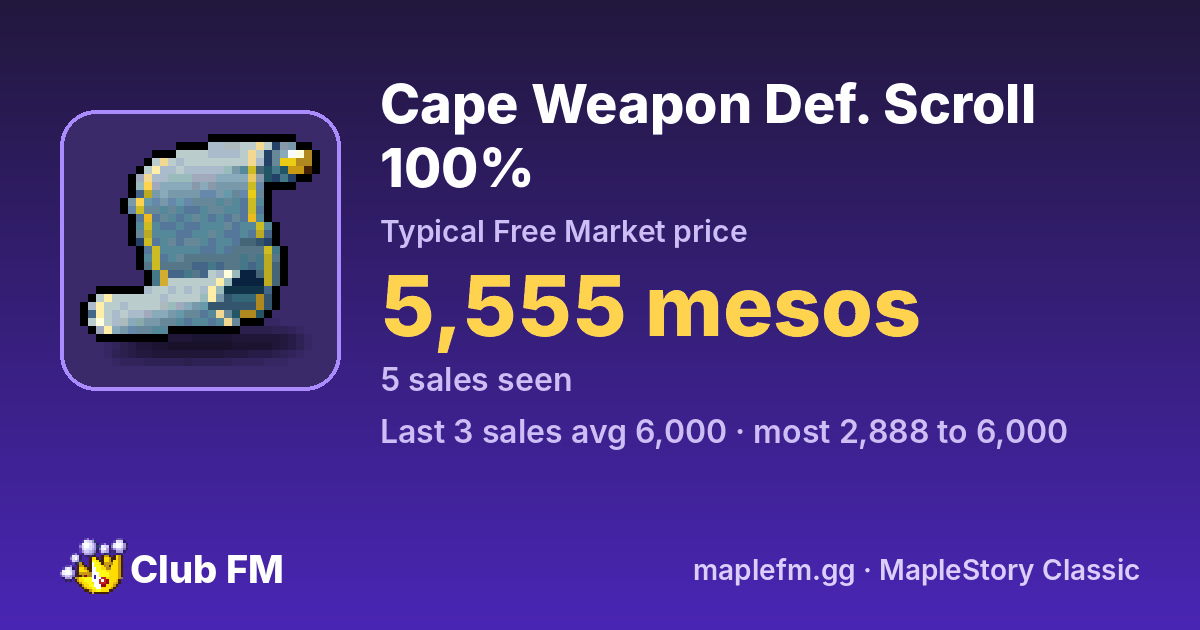 Cape Weapon Def. Scroll
100%
Typical Free Market price
5,555 mesos
5 sales seen
Last 3 sales avg 6,000 · most 2,888 to 6,000
Club FM
maplefm.gg · MapleStory Classic